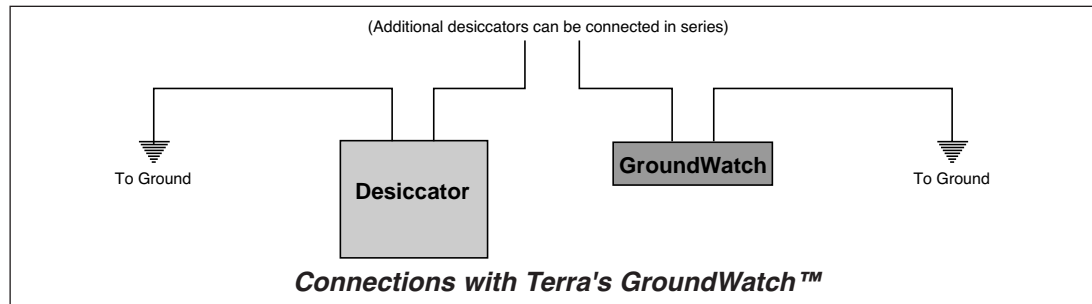 (Additional desiccators can be connected in series)
GroundWatch
To Ground
To Ground
Desiccator
Connections with Terra's GroundWatch™